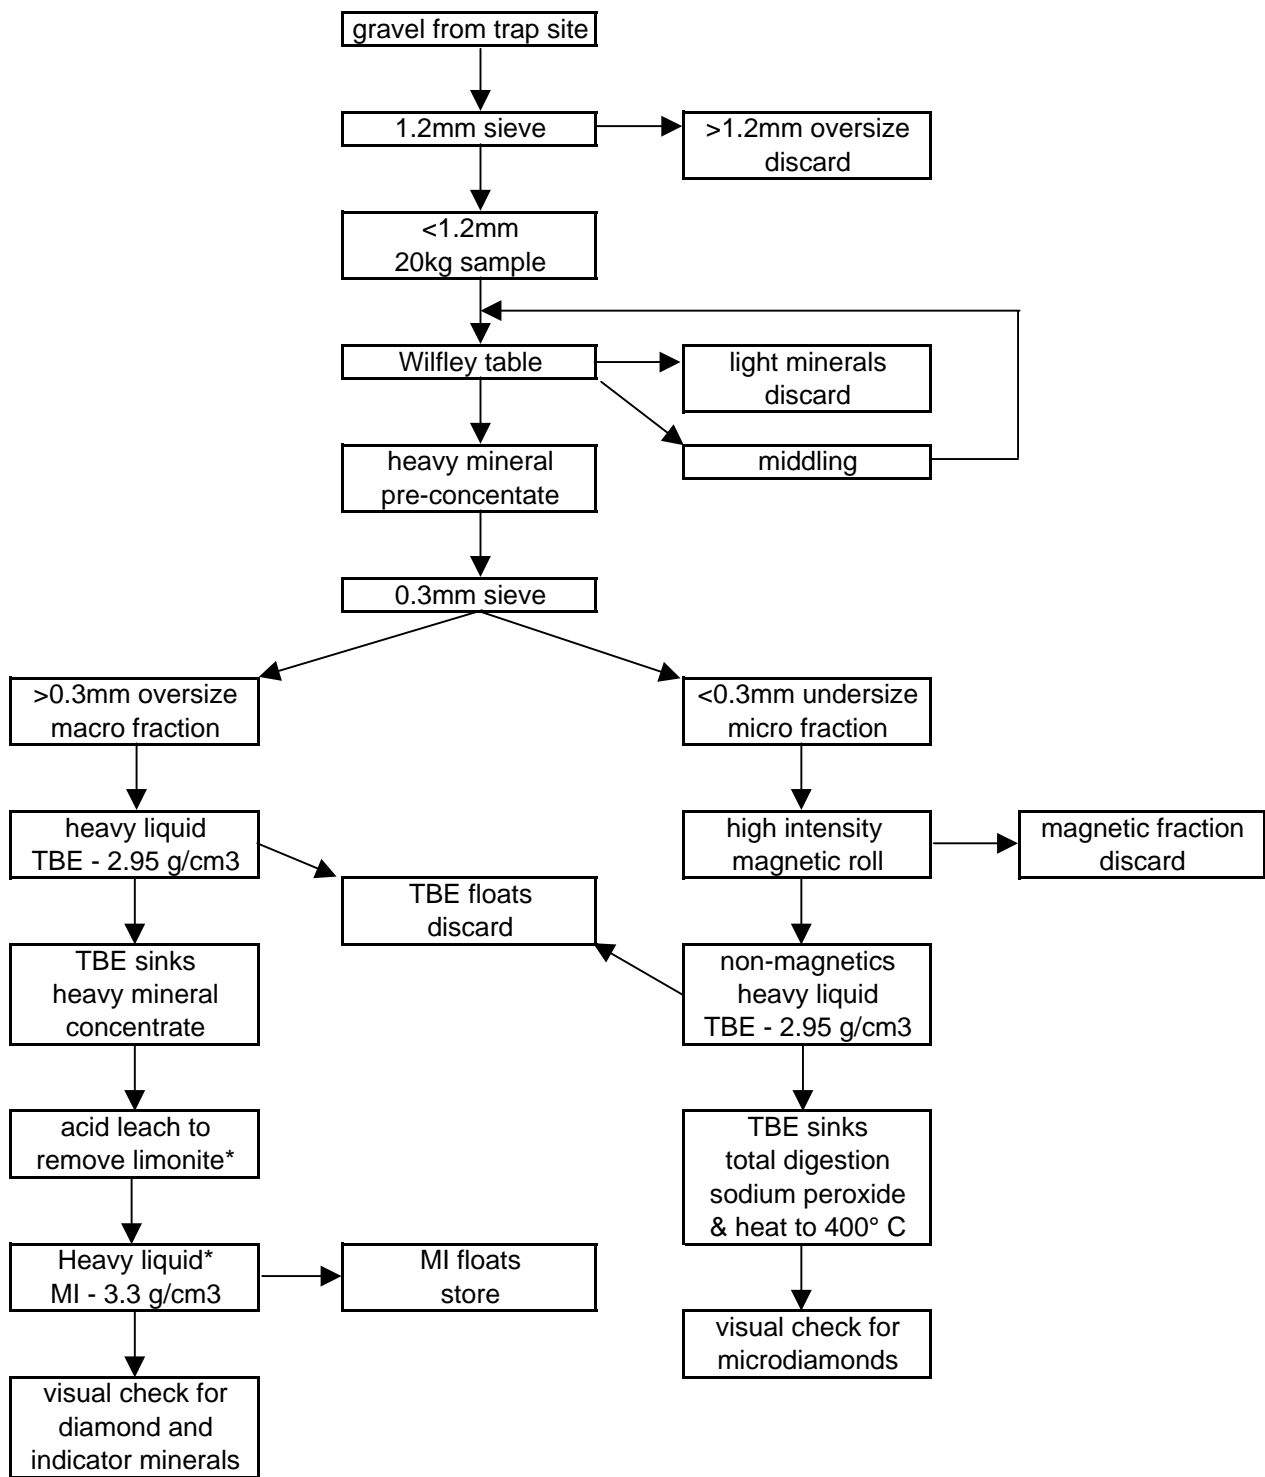 gravel from trap site
1.2mm sieve
>1.2mm oversize
discard
<1.2mm
20kg sample
Wilfley table
light minerals
discard
middling
heavy mineral
pre-concentate
0.3mm sieve
>0.3mm oversize
macro fraction
<0.3mm undersize
micro fraction
heavy liquid
TBE - 2.95 g/cm3
high intensity
magnetic roll
magnetic fraction
discard
TBE floats
discard
TBE sinks
heavy mineral
concentrate
non-magnetics
heavy liquid
TBE - 2.95 g/cm3
acid leach to
remove limonite*
TBE sinks
total digestion
sodium peroxide
& heat to 400° C
Heavy liquid*
MI - 3.3 g/cm3
MI floats
store
visual check for
microdiamonds
visual check for
diamond and
indicator minerals